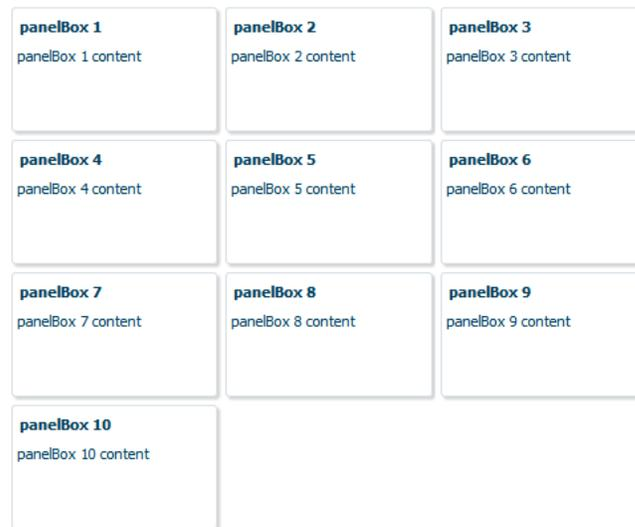 panelBox 1
panelBox 1 content
panelBox 2
panelBox 2 content
panelBox 3
panelBox 3 content
panelBox 4
panelBox 4 content
panelBox 5
panelBox 5 content
panelBox 6
panelBox 6 content
panelBox 7
panelBox 7 content
panelBox 8
panelBox 8 content
panelBox 9
panelBox 9 content
panelBox 10
panelBox 10 content